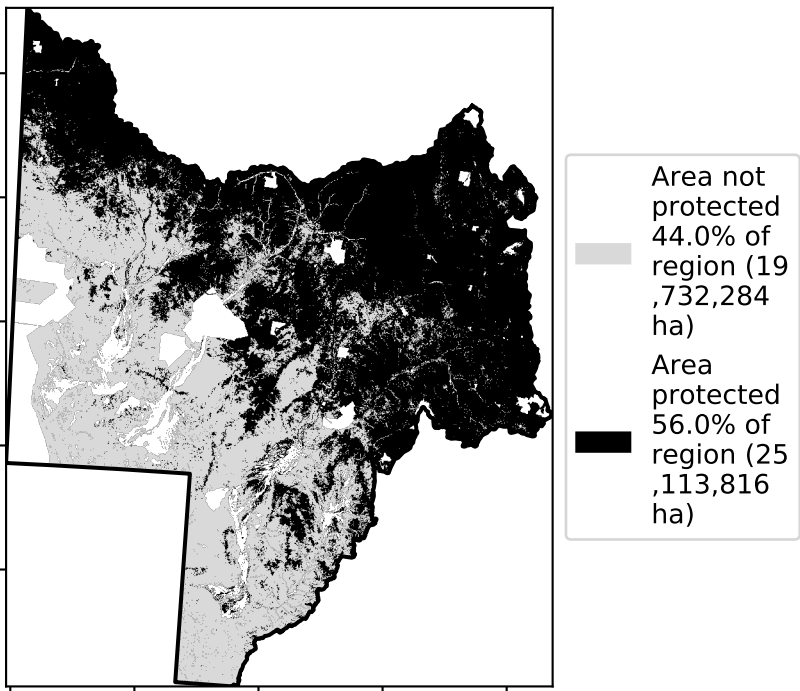 Area not
protected
44.0% of
region (19
,732,284
ha)
Area
protected
56.0% of
region (25
,113,816
ha)